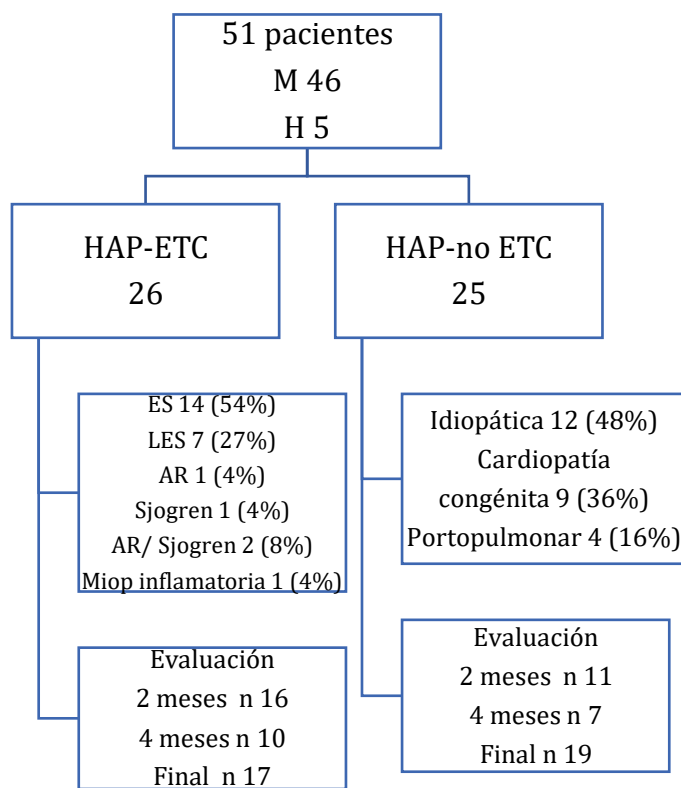 51 pacientes
M 46
H 5
HAP-ETC
26
HAP-no ETC
25
ES 14 (54%)
LES 7 (27%)
AR 1 (4%)
Sjogren 1 (4%)
AR/ Sjogren 2 (8%)
Miop inflamatoria 1 (4%)
Idiopática 12 (48%)
Cardiopatía
congénita 9 (36%)
Portopulmonar 4 (16%)
Evaluación
2 meses n 16
4 meses n 10
Final n 17
Evaluación
2 meses n 11
4 meses n 7
Final n 19